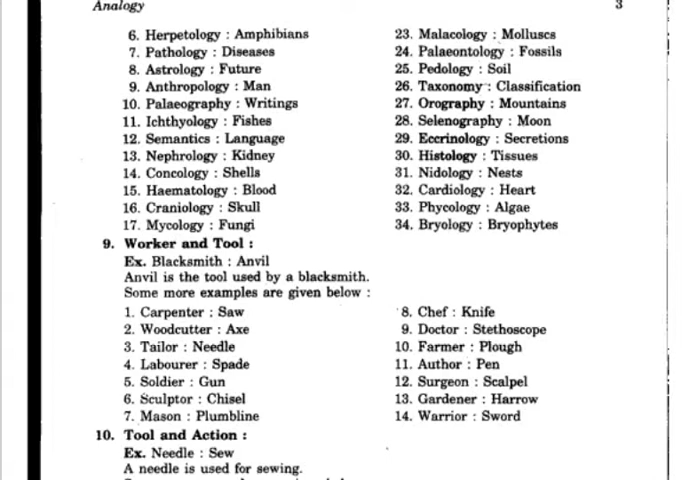 Analogy 3
6. Herpetology : Amphibians
7. Pathology : Diseases
8. Astrology : Future
9. Anthropology : Man
10. Palaeography : Writings
11. Ichthyology : Fishes
12. Semantics : Language
13. Nephrology : Kidney
14. Concology : Shells
15. Haematology : Blood
16. Craniology : Skull
17. Mycology : Fungi
23. Malacology : Molluscs
24. Palaeontology : Fossils
25. Pedology : Soil
26. Taxonomy : Classification
27. Orography : Mountains
28. Selenography : Moon
29. Eccrinology : Secretions
30. Histology : Tissues
31. Nidology : Nests
32. Cardiology : Heart
33. Phycology : Algae
34. Bryology : Bryophytes
9. Worker and Tool :
Ex. Blacksmith : Anvil
Anvil is the tool used by a blacksmith.
Some more examples are given below :
1. Carpenter : Saw
2. Woodcutter : Axe
3. Tailor : Needle
4. Labourer : Spade
5. Soldier : Gun
6. Sculptor : Chisel
7. Mason : Plumbline
8. Chef : Knife
9. Doctor : Stethoscope
10. Farmer : Plough
11. Author : Pen
12. Surgeon : Scalpel
13. Gardener : Harrow
14. Warrior : Sword
10. Tool and Action :
Ex. Needle : Sew
A needle is used for sewing.